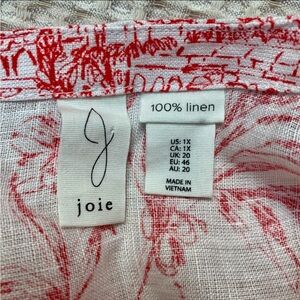 J
joie
100% linen
US: 1X
CA: 1X
UK: 20
EU: 46
AU: 20
MADE IN
VIETNAM